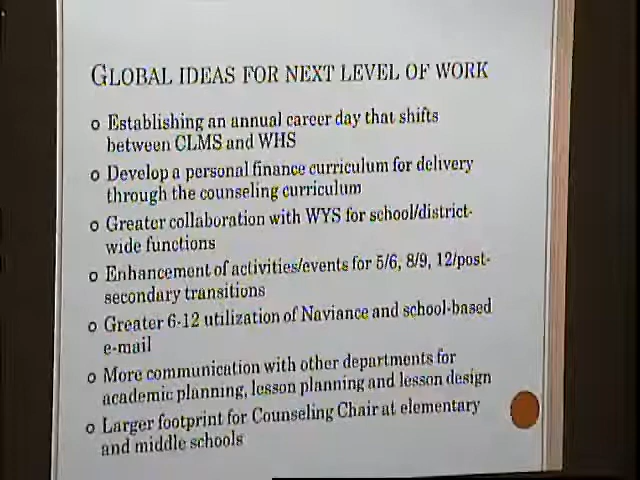 GLOBAL IDEAS FOR NEXT LEVEL OF WORK
o Establishing an annual career day that shifts
between CLMS and WHS
o Develop a personal finance curriculum for delivery
through the counseling curriculum
o Greater collaboration with WYS for school/district-
wide functions
o Enhancement of activities/events for 5/6, 8/9, 12/post-
secondary transitions
o Greater 6-12 utilization of Naviance and school-based
e-mail
o More communication with other departments for
academic planning, lesson planning and lesson design
o Larger footprint for Counseling Chair at elementary
and middle schools